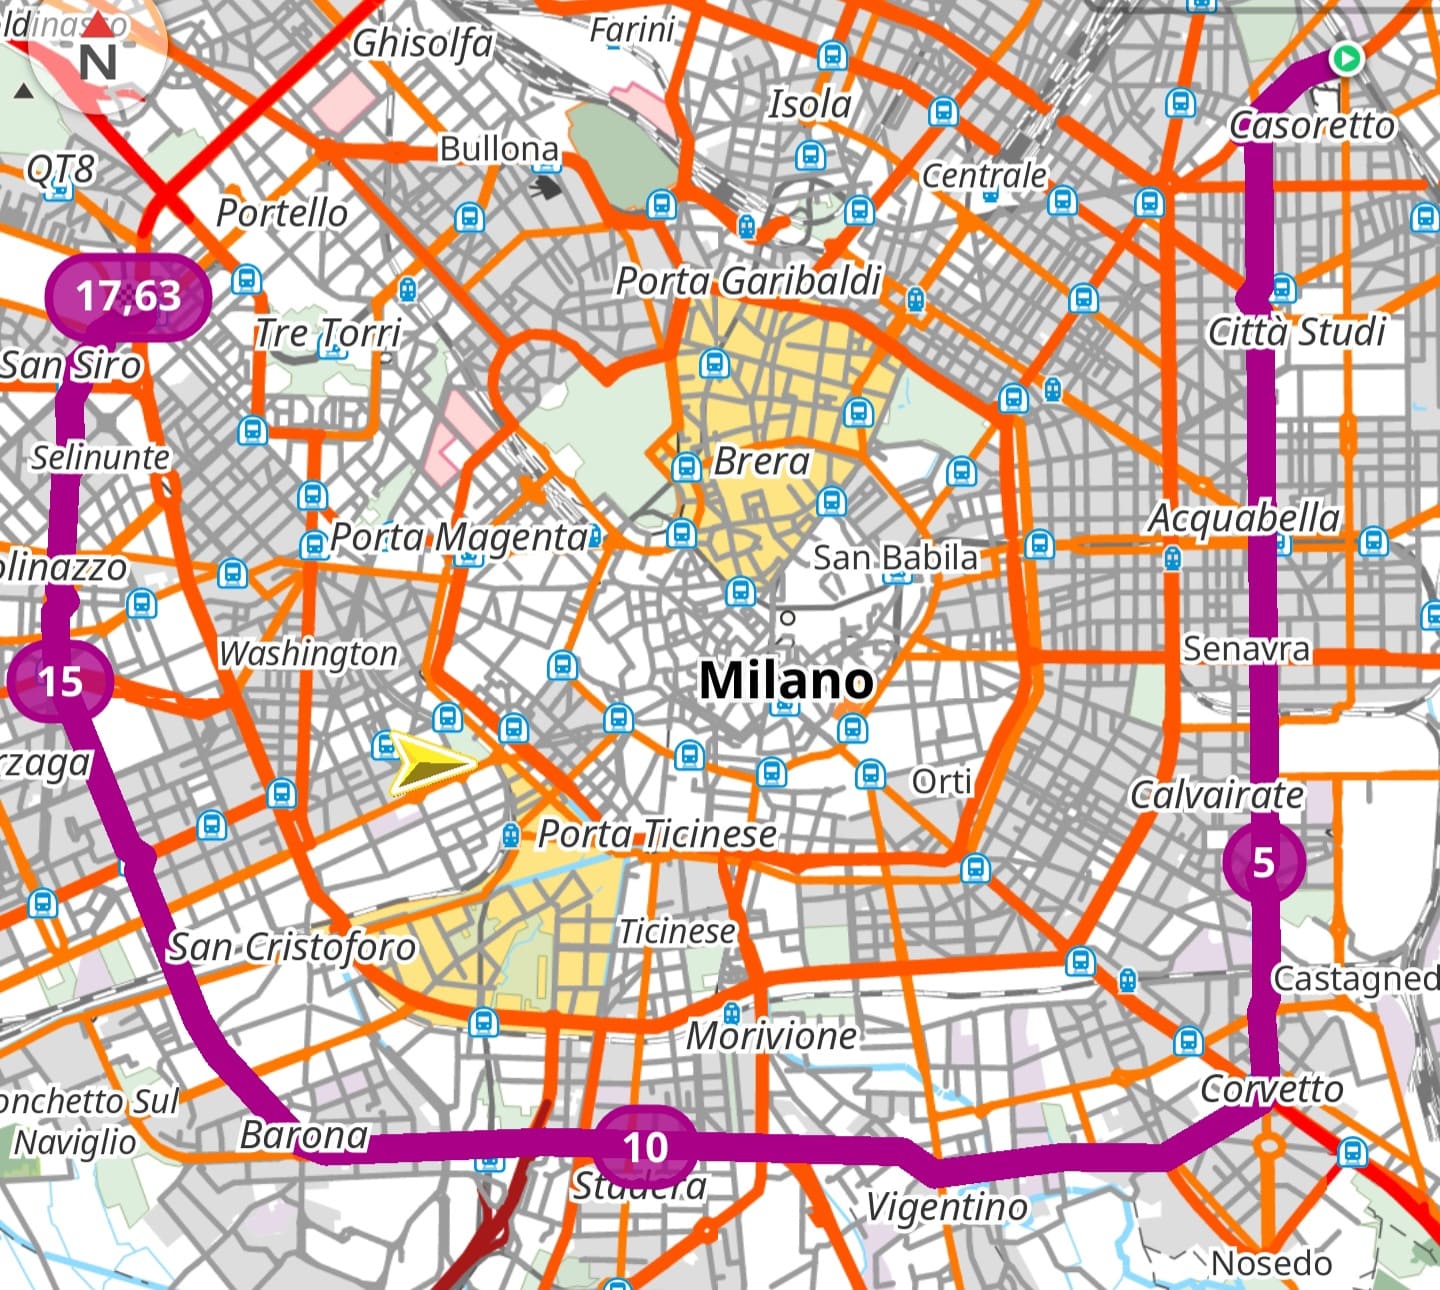 N
Ghisolfa
Farini
Isola
Casoretto
Bullona
QT8
Centrale
Portello
Porta Garibaldi
17,63
Tre Torri
Città Studi
San Siro
Selinunte
Brera
Acquabella
Porta Magenta
San Babila
olinazzo
Washington
Senavra
Milano
15
rzaga
Orti
Calvairate
Porta Ticinese
5
Ticinese
San Cristoforo
Castagned
Morivione
Corvetto
onchetto Sul
Naviglio
Barona
10
Stadera
Vigentino
Nosedo